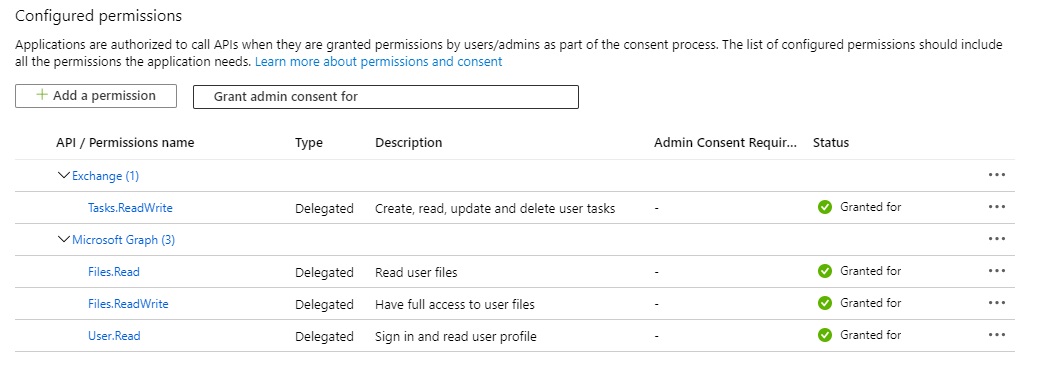 Configured permissions
Applications are authorized to call APIs when they are granted permissions by users/admins as part of the consent process. The list of configured permissions should include
all the permissions the application needs. Learn more about permissions and consent
+ Add a permission Grant admin consent for
API / Permissions name Type Description Admin Consent Requir... Status
Exchange (1) ...
Tasks.ReadWrite Delegated Create, read, update and delete user tasks - Granted for ...
Microsoft Graph (3) ...
Files.Read Delegated Read user files - Granted for ...
Files.ReadWrite Delegated Have full access to user files - Granted for ...
User.Read Delegated Sign in and read user profile - Granted for ...